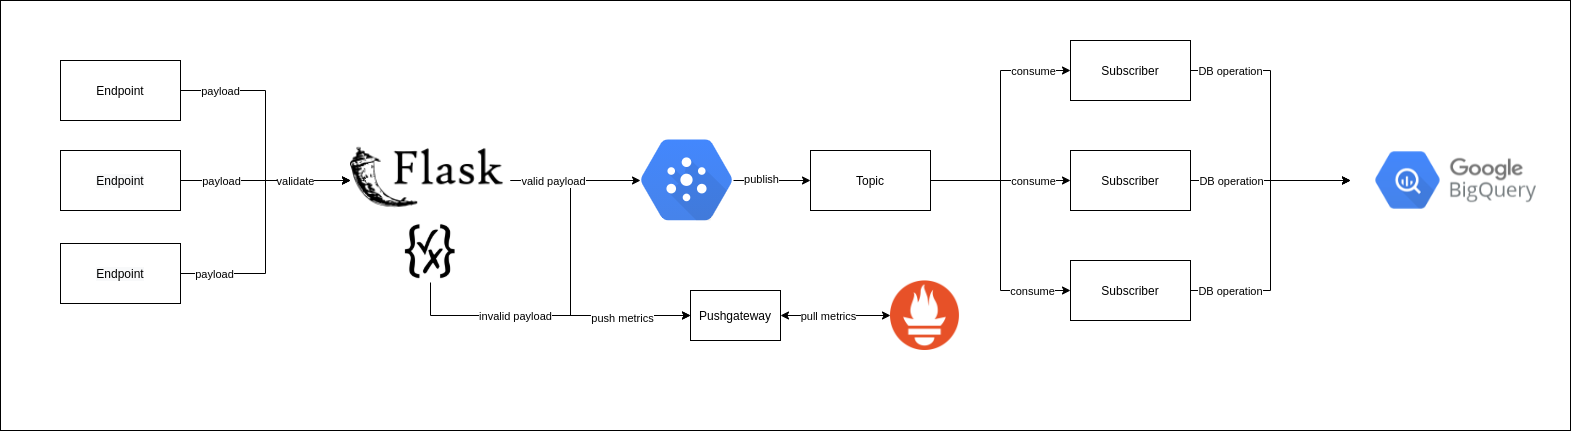 Endpoint
payload
Endpoint
payload
Endpoint
payload
validate
Flask
valid payload
invalid payload
push metrics
Pushgateway
pull metrics
publish
Topic
consume
Subscriber
DB operation
consume
Subscriber
DB operation
consume
Subscriber
DB operation
Google
BigQuery